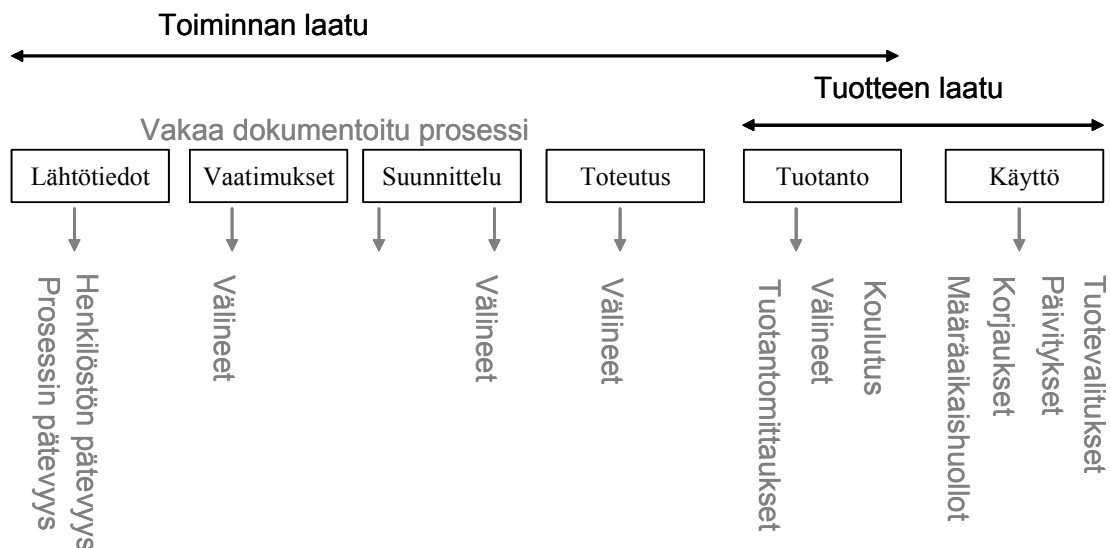 Toiminnan laatu
Tuotteen laatu
Vakaa dokumentoitu prosessi
Lähtötiedot
Vaatimukset
Suunnittelu
Toteutus
Tuotanto
Käyttö
Henkilöstön pätevyys
Prosessin pätevyys
Välineet
Välineet
Välineet
Koulutus
Välineet
Tuotantomittaukset
Tuotevalitukset
Päivitykset
Korjaukset
Määräaikaishuollot